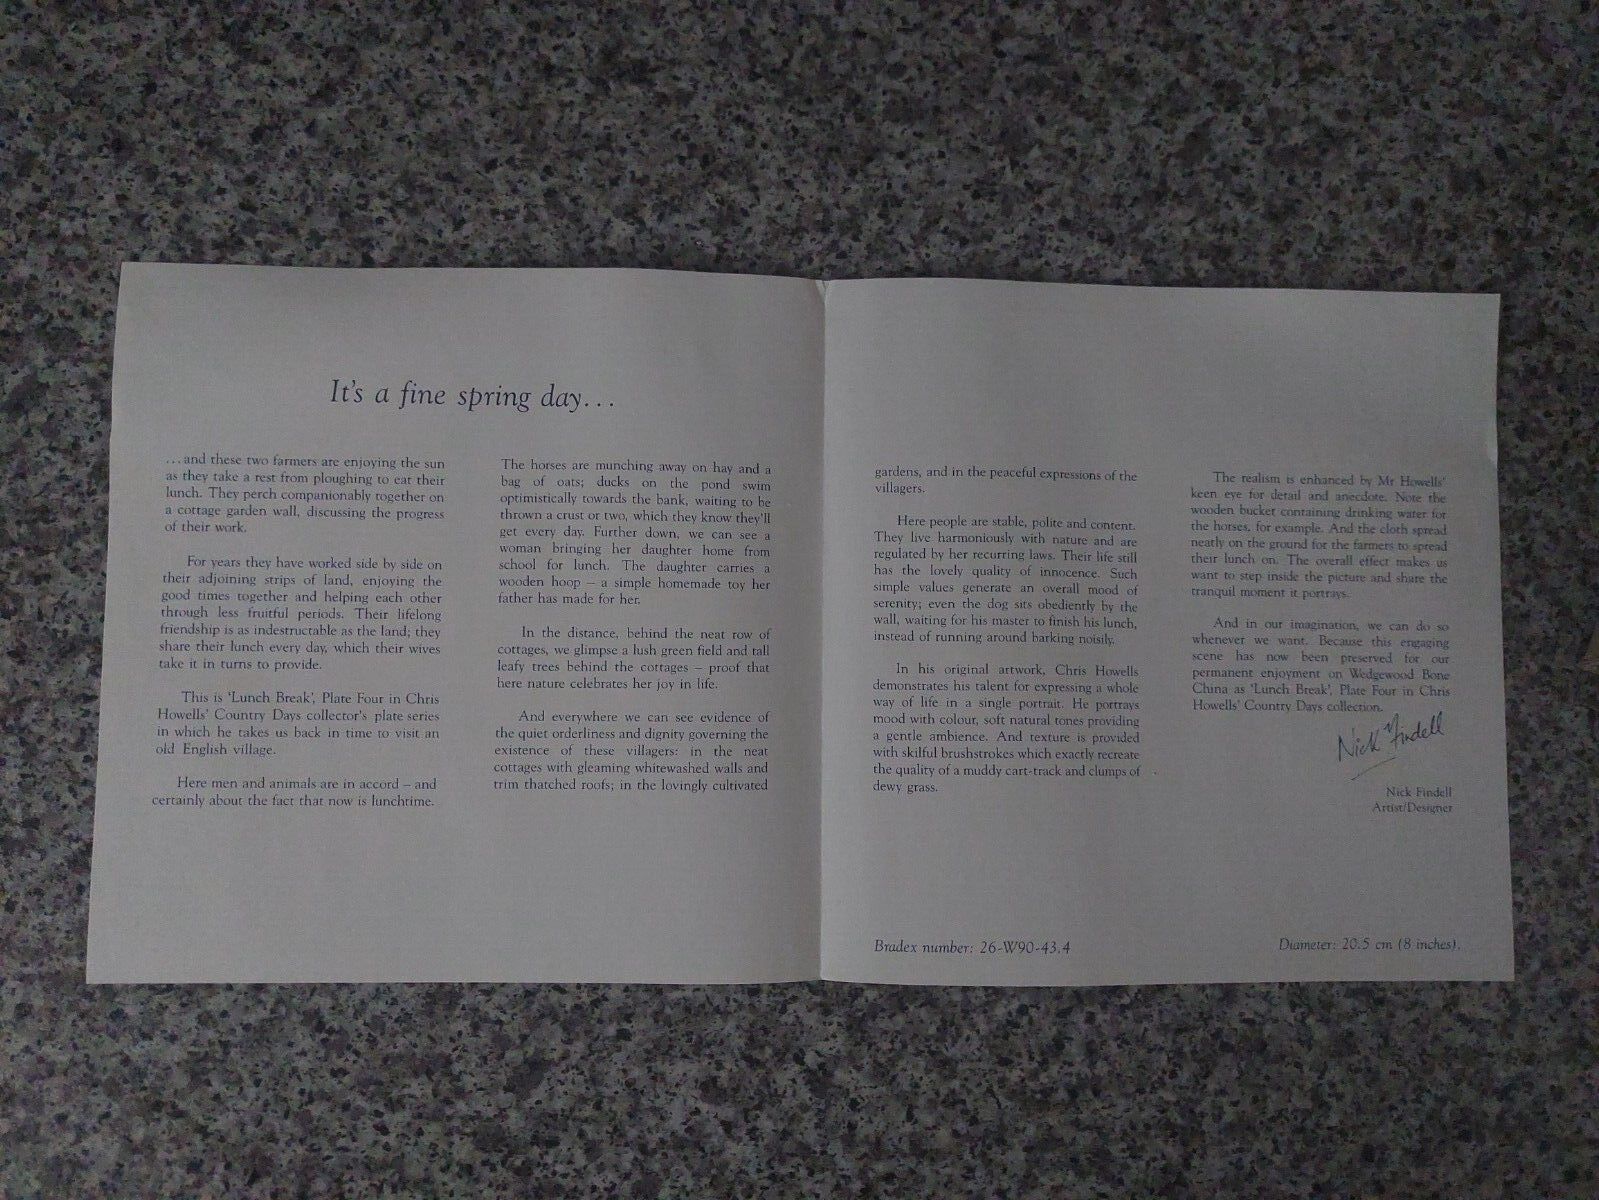 It's a fine spring day...
...and these two farmers are enjoying the sun
as they take a rest from ploughing to eat their
lunch. They perch companionably together on
a cottage garden wall, discussing the progress
of their work.
For years they have worked side by side on
their adjoining strips of land, enjoying the
good times together and helping each other
through less fruitful periods. Their lifelong
friendship is as indestructable as the land; they
share their lunch every day, which their wives
take it in turns to provide.
This is 'Lunch Break', Plate Four in Chris
Howells' Country Days collector's plate series
in which he takes us back in time to visit an
old English village.
Here men and animals are in accord – and
certainly about the fact that now is lunchtime.
The horses are munching away on hay and a
bag of oats; ducks on the pond swim
optimistically towards the bank, waiting to be
thrown a crust or two, which they know they'll
get every day. Further down, we can see a
woman bringing her daughter home from
school for lunch. The daughter carries a
wooden hoop – a simple homemade toy her
father has made for her.
In the distance, behind the neat row of
cottages, we glimpse a lush green field and tall
leafy trees behind the cottages – proof that
here nature celebrates her joy in life.
And everywhere we can see evidence of
the quiet orderliness and dignity governing the
existence of these villagers: in the neat
cottages with gleaming whitewashed walls and
trim thatched roofs; in the lovingly cultivated
gardens, and in the peaceful expressions of the
villagers.
Here people are stable, polite and content.
They live harmoniously with nature and are
regulated by her recurring laws. Their life still
has the lovely quality of innocence. Such
simple values generate an overall mood of
serenity; even the dog sits obediently by the
wall, waiting for his master to finish his lunch,
instead of running around barking noisily.
In his original artwork, Chris Howells
demonstrates his talent for expressing a whole
way of life in a single portrait. He portrays
mood with colour, soft natural tones providing
a gentle ambience. And texture is provided
with skilful brushstrokes which exactly recreate
the quality of a muddy cart-track and clumps of
dewy grass.
The realism is enhanced by Mr Howells'
keen eye for detail and anecdote. Note the
wooden bucket containing drinking water for
the horses, for example. And the cloth spread
neatly on the ground for the farmers to spread
their lunch on. The overall effect makes us
want to step inside the picture and share the
tranquil moment it portrays.
And in our imagination, we can do so
whenever we want. Because this engaging
scene has now been preserved for our
permanent enjoyment on Wedgewood Bone
China as 'Lunch Break', Plate Four in Chris
Howells' Country Days collection.
Nick Findell
Nick Findell
Artist/Designer
Bradex number: 26-W90-43.4
Diameter: 20.5 cm (8 inches).